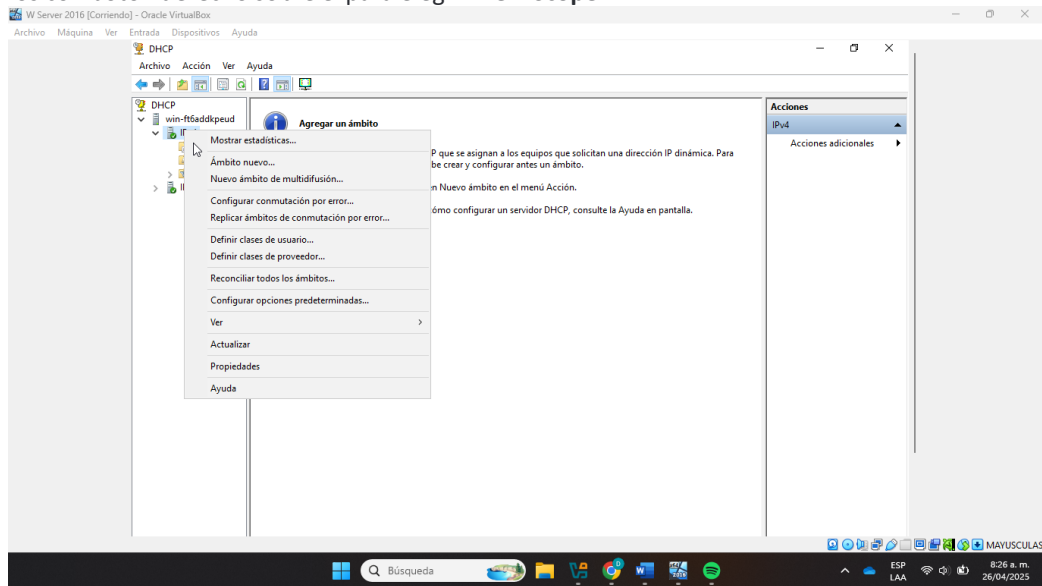 W Server 2016 [Corriendo] - Oracle VirtualBox
Archivo Máquina Ver Entrada Dispositivos Ayuda
DHCP
Archivo Acción Ver Ayuda
DHCP
win-ft6addkpeud
Agregar un ámbito
P que se asignan a los equipos que solicitan una dirección IP dinámica. Para
be crear y configurar antes un ámbito.
en Nuevo ámbito en el menú Acción.
cómo configurar un servidor DHCP, consulte la Ayuda en pantalla.
Mostrar estadísticas...
Ámbito nuevo...
Nuevo ámbito de multidifusión...
Configurar conmutación por error...
Replicar ámbitos de conmutación por error...
Definir clases de usuario...
Definir clases de proveedor...
Reconciliar todos los ámbitos...
Configurar opciones predeterminadas...
Ver
Actualizar
Propiedades
Ayuda
Acciones
IPv4
Acciones adicionales
MAYUSCULAS
Búsqueda
2016
ESP
LAA
8:26 a. m.
26/04/2025